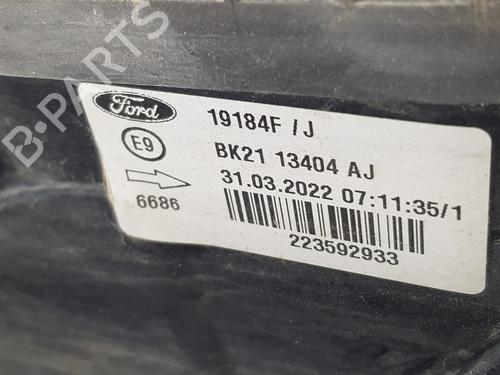 B-PARTS
Ford
19184F / J
E9
BK21 13404 AJ
31.03.2022 07:11:35/1
6686
223592933